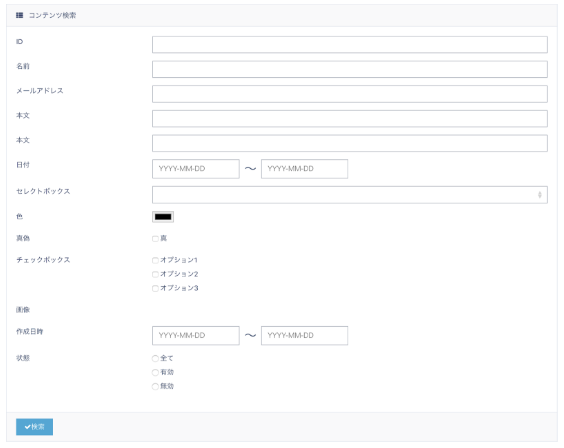 コンテンツ検索
ID
名前
メールアドレス
本文
本文
日付 YYYY-MM-DD ～ YYYY-MM-DD
セレクトボックス
色
真偽 真
チェックボックス オプション1
オプション2
オプション3
画像
作成日時 YYYY-MM-DD ～ YYYY-MM-DD
状態 全て
有効
無効
✔検索